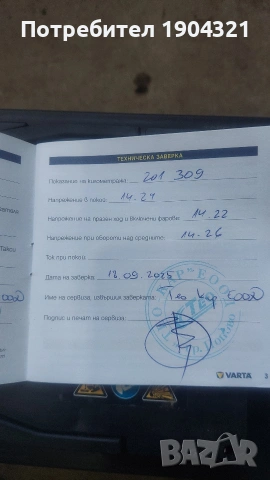 Потребител 1904321
ТЕХНИЧЕСКА ЗАВЕРКА
Показание на километража: 201 309
Напрежение в покой: 14.27
Напрежение на празен ход и включени фарове: 14.22
Напрежение при обороти над средните: 14.26
Ток при покой:
Дата на заверка: 18.09.2025
Име на сервиза, извършил заверката:
Подпис и печат на сервиза:
VARTA 3
bazar